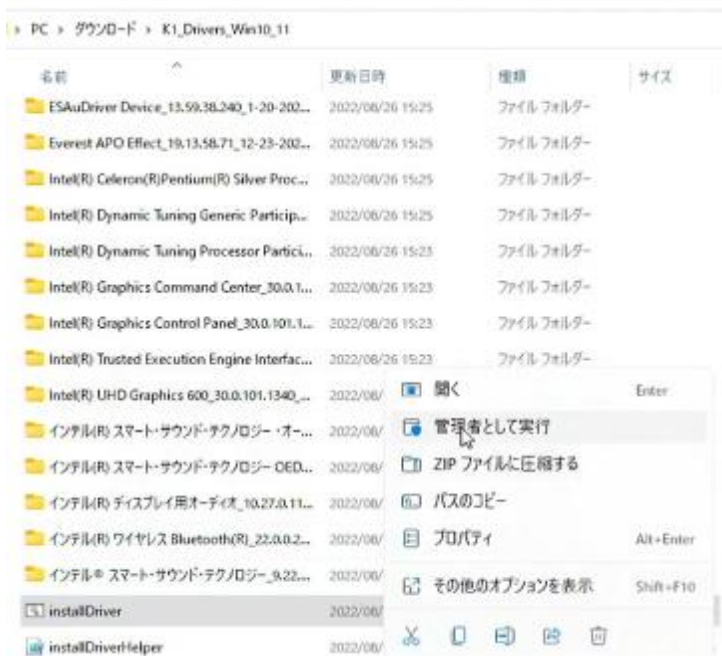 PC › ダウンロード › K1_Drivers_Win10_11
名前 更新日時 種類 サイズ
ESAuDriver Device_13.59.38.240_1-20-202... 2022/08/26 15:25 ファイル フォルダー
Everest APO Effect_19.13.58.71_12-23-202... 2022/08/26 15:25 ファイル フォルダー
Intel(R) Celeron(R)Pentium(R) Silver Proc... 2022/08/26 15:25 ファイル フォルダー
Intel(R) Dynamic Tuning Generic Particip... 2022/08/26 15:25 ファイル フォルダー
Intel(R) Dynamic Tuning Processor Partici... 2022/08/26 15:23 ファイル フォルダー
Intel(R) Graphics Command Center_30.0.1... 2022/08/26 15:23 ファイル フォルダー
Intel(R) Graphics Control Panel_30.0.101.1... 2022/08/26 15:23 ファイル フォルダー
Intel(R) Trusted Execution Engine Interfac... 2022/08/26 15:23 ファイル フォルダー
Intel(R) UHD Graphics 600_30.0.101.1340_... 2022/08/
インテル(R) スマート・サウンド・テクノロジー ・オー... 2022/08/
インテル(R) スマート・サウンド・テクノロジー OED... 2022/08/
インテル(R) ディスプレイ用オーディオ_10.27.0.11... 2022/08/
インテル(R) ワイヤレス Bluetooth(R)_22.0.0.2... 2022/08/
インテル® スマート・サウンド・テクノロジー_9.22.... 2022/08/
installDriver 2022/08/
installDriverHelper 2022/08/
開く Enter
管理者として実行
ZIP ファイルに圧縮する
パスのコピー
プロパティ Alt+Enter
その他のオプションを表示 Shift+F10